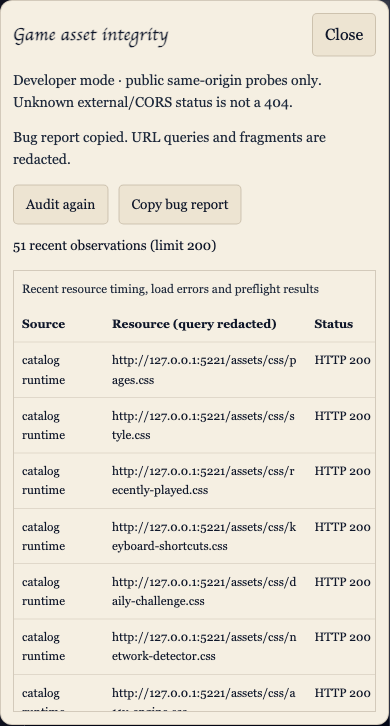 Game asset integrity
Close
Developer mode · public same-origin probes only.
Unknown external/CORS status is not a 404.
Bug report copied. URL queries and fragments are
redacted.
Audit again
Copy bug report
51 recent observations (limit 200)
Recent resource timing, load errors and preflight results
Source Resource (query redacted) Status
catalog http://127.0.0.1:5221/assets/css/p HTTP 200
runtime ages.css
catalog http://127.0.0.1:5221/assets/css/s HTTP 200
runtime tyle.css
catalog http://127.0.0.1:5221/assets/css/r HTTP 200
runtime ecently-played.css
catalog http://127.0.0.1:5221/assets/css/k HTTP 200
runtime eyboard-shortcuts.css
catalog http://127.0.0.1:5221/assets/css/d HTTP 200
runtime aily-challenge.css
catalog http://127.0.0.1:5221/assets/css/n HTTP 200
runtime etwork-detector.css
catalog http://127.0.0.1:5221/assets/css/a HTTP 200
runtime